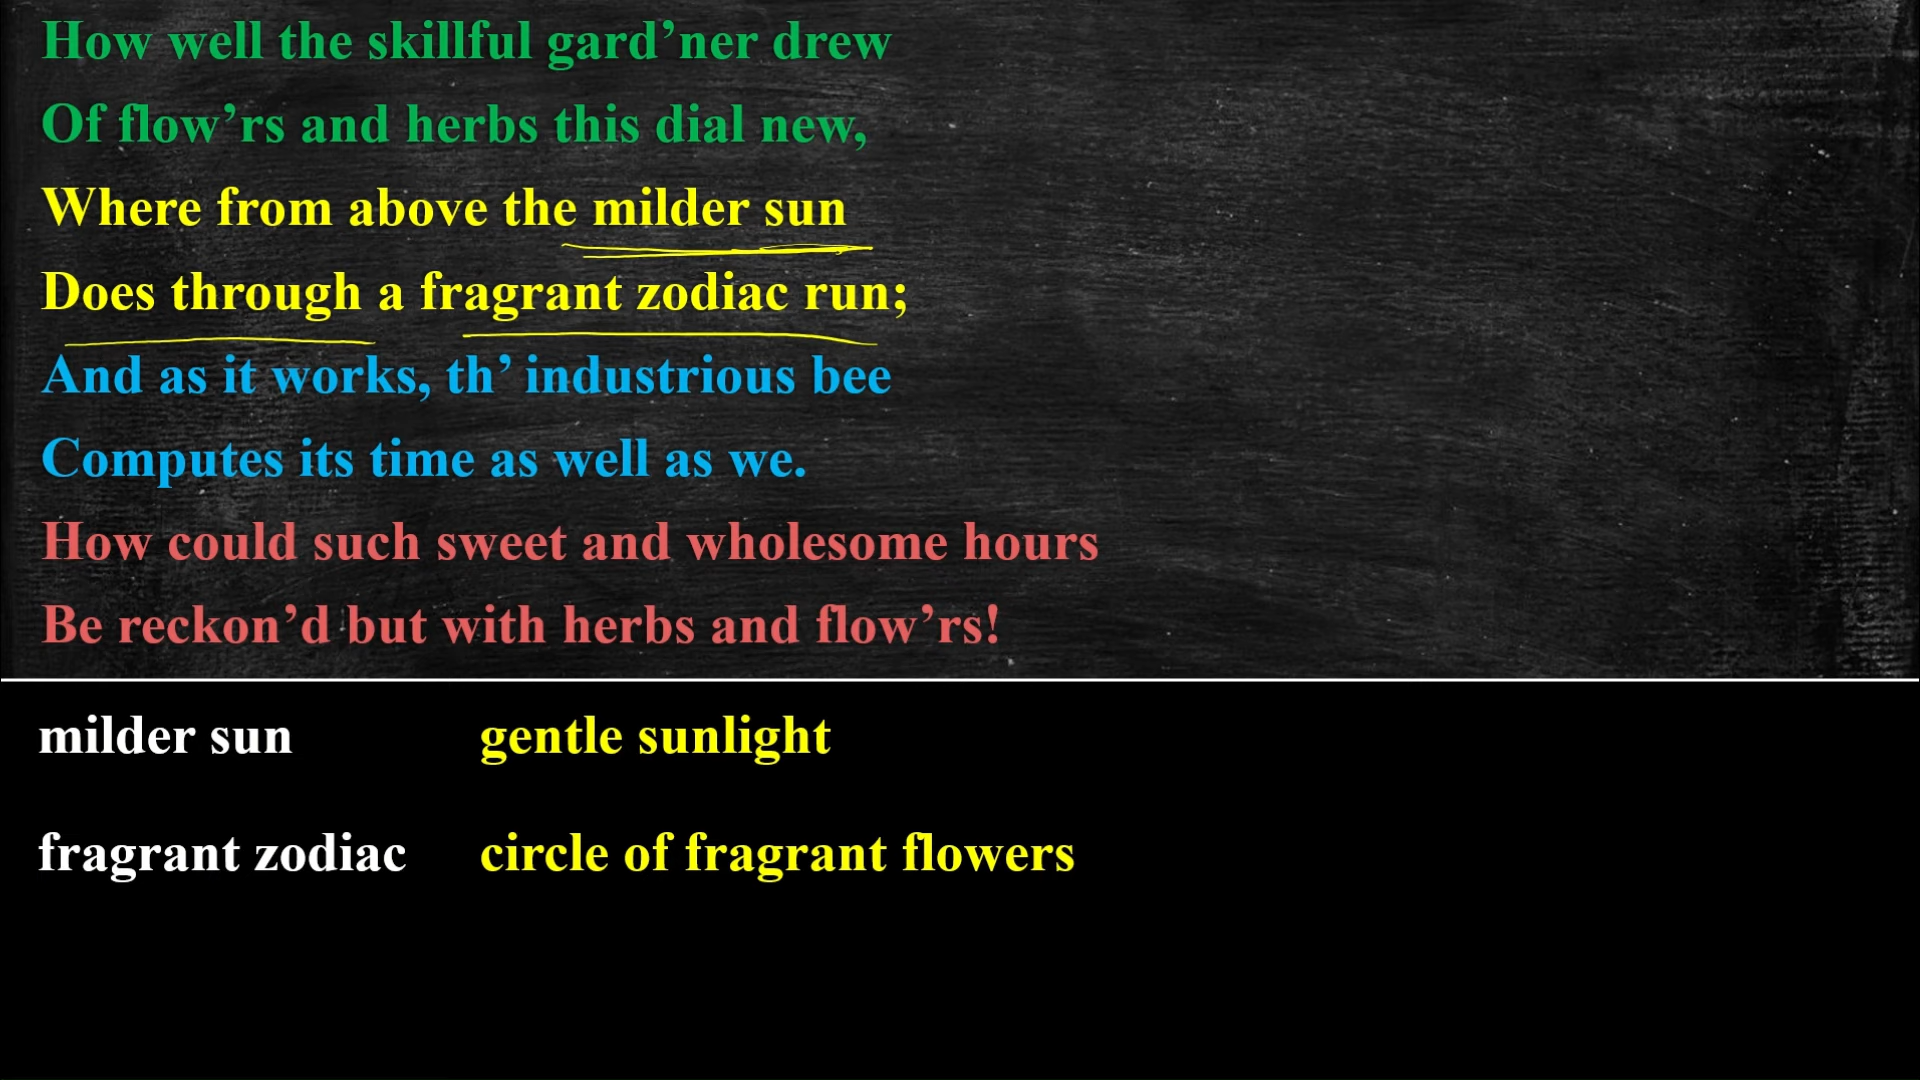 How well the skillful gard’ner drew
Of flow’rs and herbs this dial new,
Where from above the milder sun
Does through a fragrant zodiac run;
And as it works, th’ industrious bee
Computes its time as well as we.
How could such sweet and wholesome hours
Be reckon’d but with herbs and flow’rs!
milder sun gentle sunlight
fragrant zodiac circle of fragrant flowers